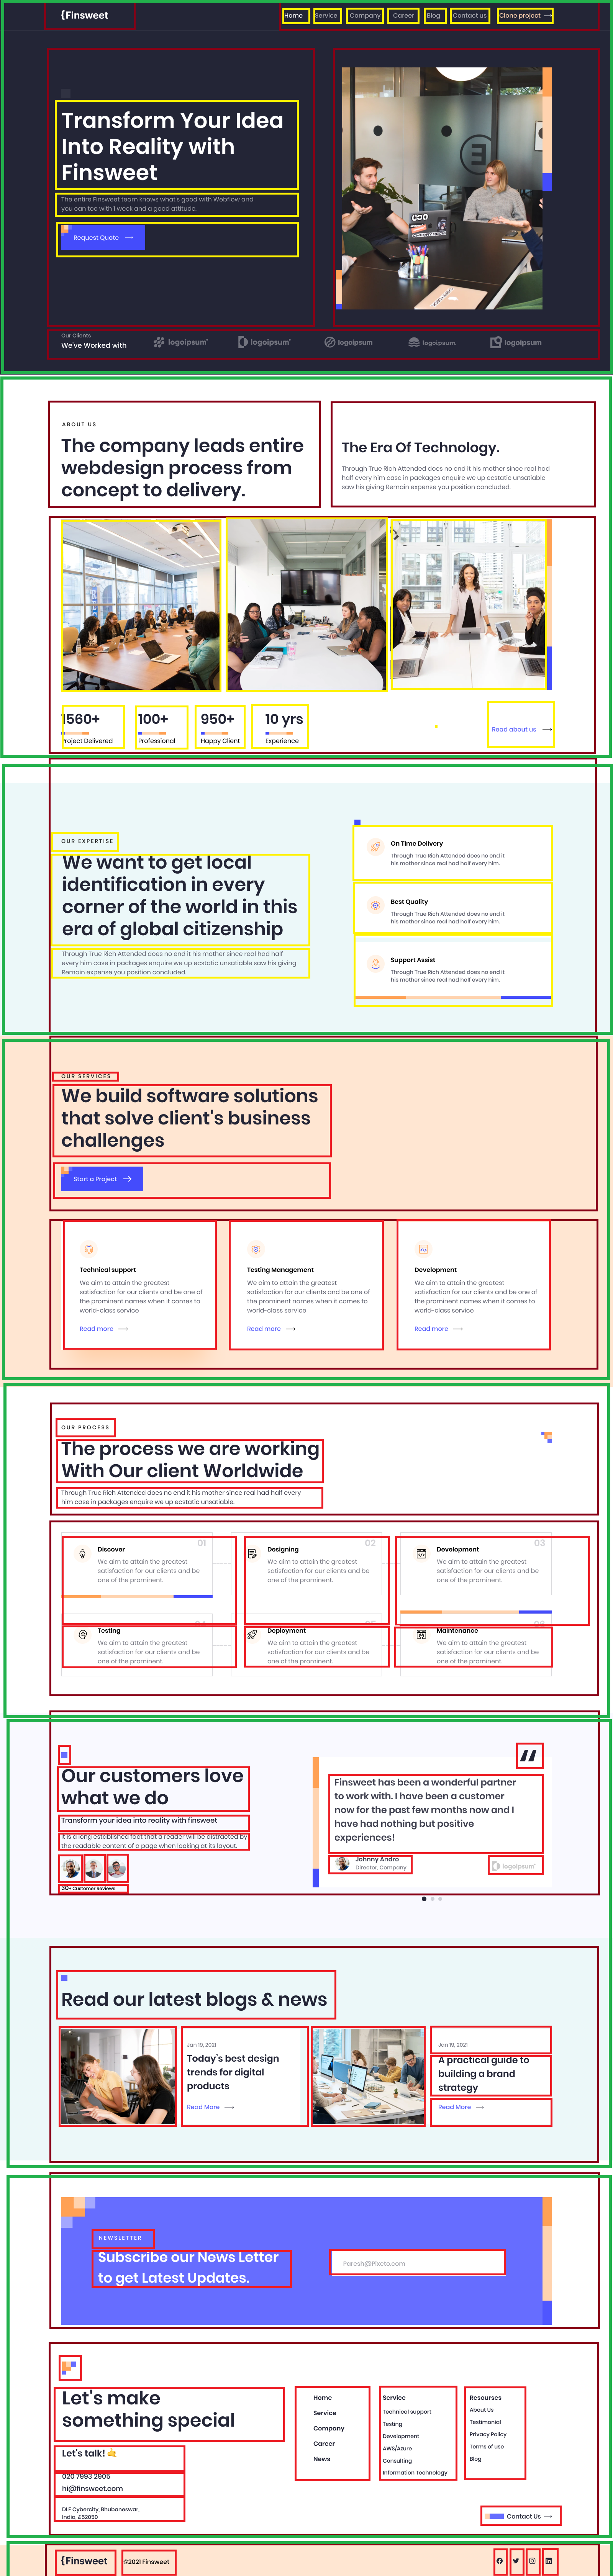 {Finsweet
Home Service Company Career Blog Contact us Clone project →
Transform Your Idea
Into Reality with
Finsweet
The entire Finsweet team knows what's good with Webflow and
you can too with 1 week and a good attitude.
Request Quote →
Our Clients
We've Worked with
logoipsum logoipsum logoipsum logoipsum logoipsum
ABOUT US
The company leads entire
webdesign process from
concept to delivery.
The Era Of Technology.
Through True Rich Attended does no end it his mother since real had
half every him case in packages enquire we up ecstatic unsatiable
saw his giving Remain expense you position concluded.
1560+
Project Delivered
100+
Professional
950+
Happy Client
10 yrs
Experience
Read about us →
OUR EXPERTISE
We want to get local
identification in every
corner of the world in this
era of global citizenship
Through True Rich Attended does no end it his mother since real had half
every him case in packages enquire we up ecstatic unsatiable saw his giving
Remain expense you position concluded.
On Time Delivery
Through True Rich Attended does no end it
his mother since real had half every him.
Best Quality
Through True Rich Attended does no end it
his mother since real had half every him.
Support Assist
Through True Rich Attended does no end it
his mother since real had half every him.
OUR SERVICES
We build software solutions
that solve client's business
challenges
Start a Project →
Technical support
We aim to attain the greatest
satisfaction for our clients and be one of
the prominent names when it comes to
world-class service
Read more →
Testing Management
We aim to attain the greatest
satisfaction for our clients and be one of
the prominent names when it comes to
world-class service
Read more →
Development
We aim to attain the greatest
satisfaction for our clients and be one of
the prominent names when it comes to
world-class service
Read more →
OUR PROCESS
The process we are working
With Our client Worldwide
Through True Rich Attended does no end it his mother since real had half every
him case in packages enquire we up ecstatic unsatiable.
01
Discover
We aim to attain the greatest
satisfaction for our clients and be
one of the prominent.
02
Designing
We aim to attain the greatest
satisfaction for our clients and be
one of the prominent.
03
Development
We aim to attain the greatest
satisfaction for our clients and be
one of the prominent.
Testing
We aim to attain the greatest
satisfaction for our clients and be
one of the prominent.
Deployment
We aim to attain the greatest
satisfaction for our clients and be
one of the prominent.
Maintenance
We aim to attain the greatest
satisfaction for our clients and be
one of the prominent.
Our customers love
what we do
Transform your idea into reality with finsweet
It is a long established fact that a reader will be distracted by
the readable content of a page when looking at its layout.
30+ Customer Reviews
Finsweet has been a wonderful partner
to work with. I have been a customer
now for the past few months now and I
have had nothing but positive
experiences!
Johnny Andro
Director, Company
logoipsum
Read our latest blogs & news
Jan 19, 2021
Today's best design
trends for digital
products
Read More →
Jan 19, 2021
A practical guide to
building a brand
strategy
Read More →
NEWSLETTER
Subscribe our News Letter
to get Latest Updates.
Paresh@Pixeto.com
Let's make
something special
Let's talk! 🤙
020 7993 2905
hi@finsweet.com
DLF Cybercity, Bhubaneswar,
India, £52050
Home
Service
Company
Career
News
Service
Technical support
Testing
Development
AWS/Azure
Consulting
Information Technology
Resourses
About Us
Testimonial
Privacy Policy
Terms of use
Blog
Contact Us →
{Finsweet
©2021 Finsweet